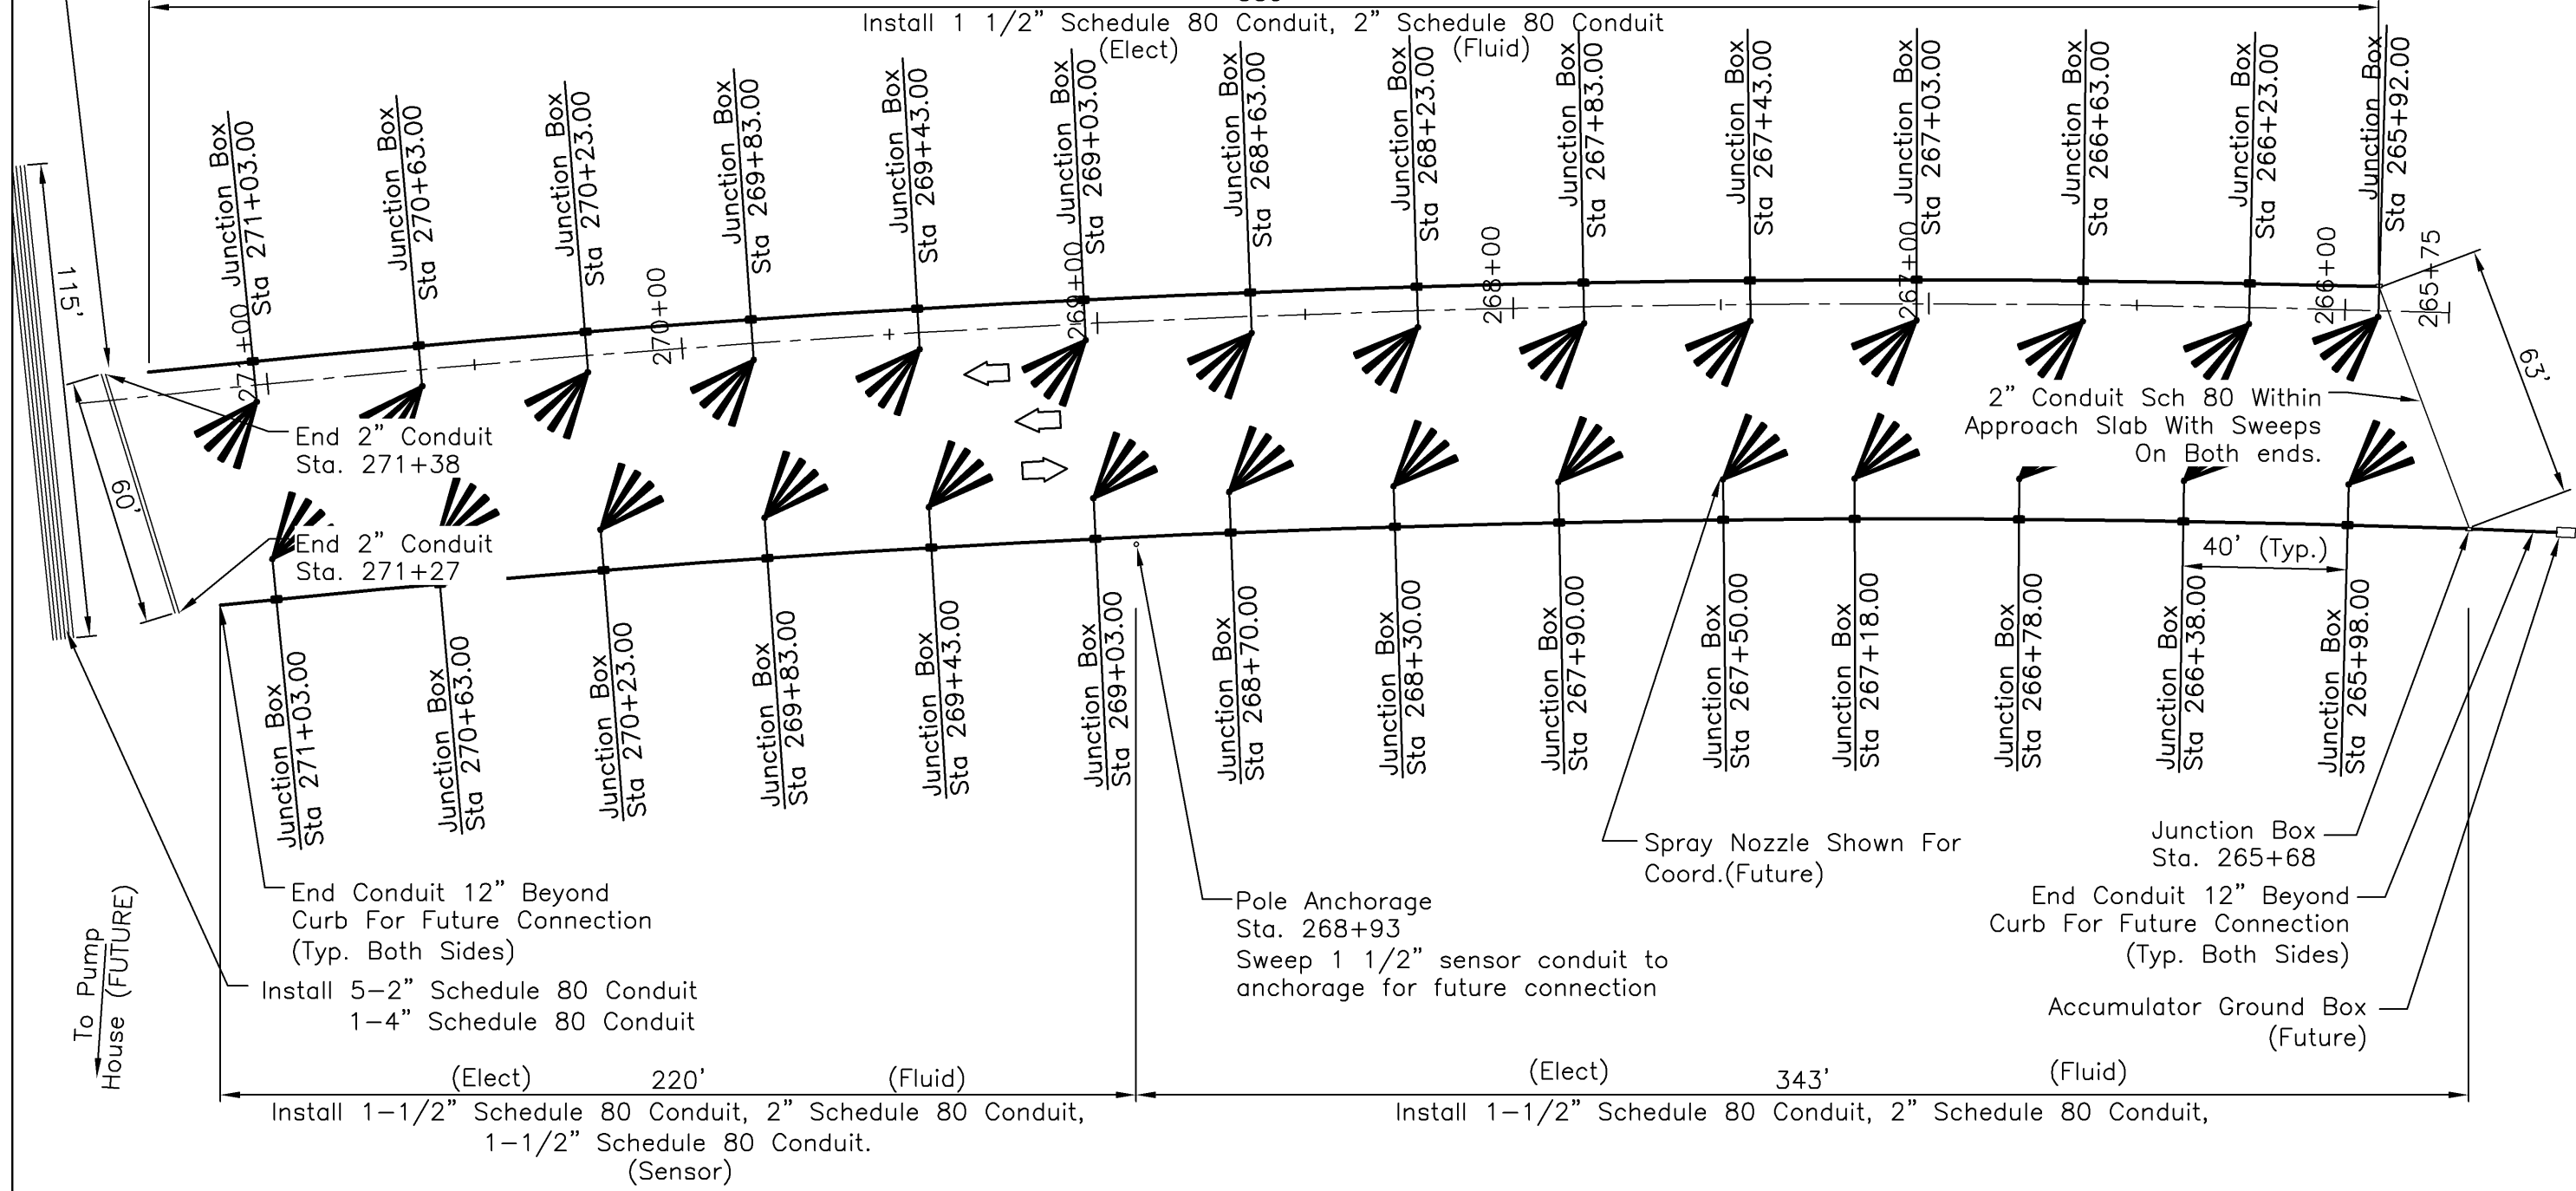 Install 1 1/2" Schedule 80 Conduit, 2" Schedule 80 Conduit
(Elect) (Fluid)
Junction Box
Sta 271+03.00
Junction Box
Sta 270+63.00
Junction Box
Sta 270+23.00
Junction Box
Sta 269+83.00
Junction Box
Sta 269+43.00
Junction Box
Sta 269+03.00
Junction Box
Sta 268+63.00
Junction Box
Sta 268+23.00
Junction Box
Sta 267+83.00
Junction Box
Sta 267+43.00
Junction Box
Sta 267+03.00
Junction Box
Sta 266+63.00
Junction Box
Sta 266+23.00
Junction Box
Sta 265+92.00
271+00
270+00
269+00
268+00
267+00
266+00
265+75
115'
60'
63'
End 2" Conduit
Sta. 271+38
End 2" Conduit
Sta. 271+27
2" Conduit Sch 80 Within
Approach Slab With Sweeps
On Both ends.
40' (Typ.)
Junction Box
Sta 271+03.00
Junction Box
Sta 270+63.00
Junction Box
Sta 270+23.00
Junction Box
Sta 269+83.00
Junction Box
Sta 269+43.00
Junction Box
Sta 269+03.00
Junction Box
Sta 268+70.00
Junction Box
Sta 268+30.00
Junction Box
Sta 267+90.00
Junction Box
Sta 267+50.00
Junction Box
Sta 267+18.00
Junction Box
Sta 266+78.00
Junction Box
Sta 266+38.00
Junction Box
Sta 265+98.00
To Pump
House (FUTURE)
End Conduit 12" Beyond
Curb For Future Connection
(Typ. Both Sides)
Install 5-2" Schedule 80 Conduit
1-4" Schedule 80 Conduit
Pole Anchorage
Sta. 268+93
Sweep 1 1/2" sensor conduit to
anchorage for future connection
Spray Nozzle Shown For
Coord.(Future)
Junction Box
Sta. 265+68
End Conduit 12" Beyond
Curb For Future Connection
(Typ. Both Sides)
Accumulator Ground Box
(Future)
(Elect) 220' (Fluid)
Install 1-1/2" Schedule 80 Conduit, 2" Schedule 80 Conduit,
1-1/2" Schedule 80 Conduit.
(Sensor)
(Elect) 343' (Fluid)
Install 1-1/2" Schedule 80 Conduit, 2" Schedule 80 Conduit,